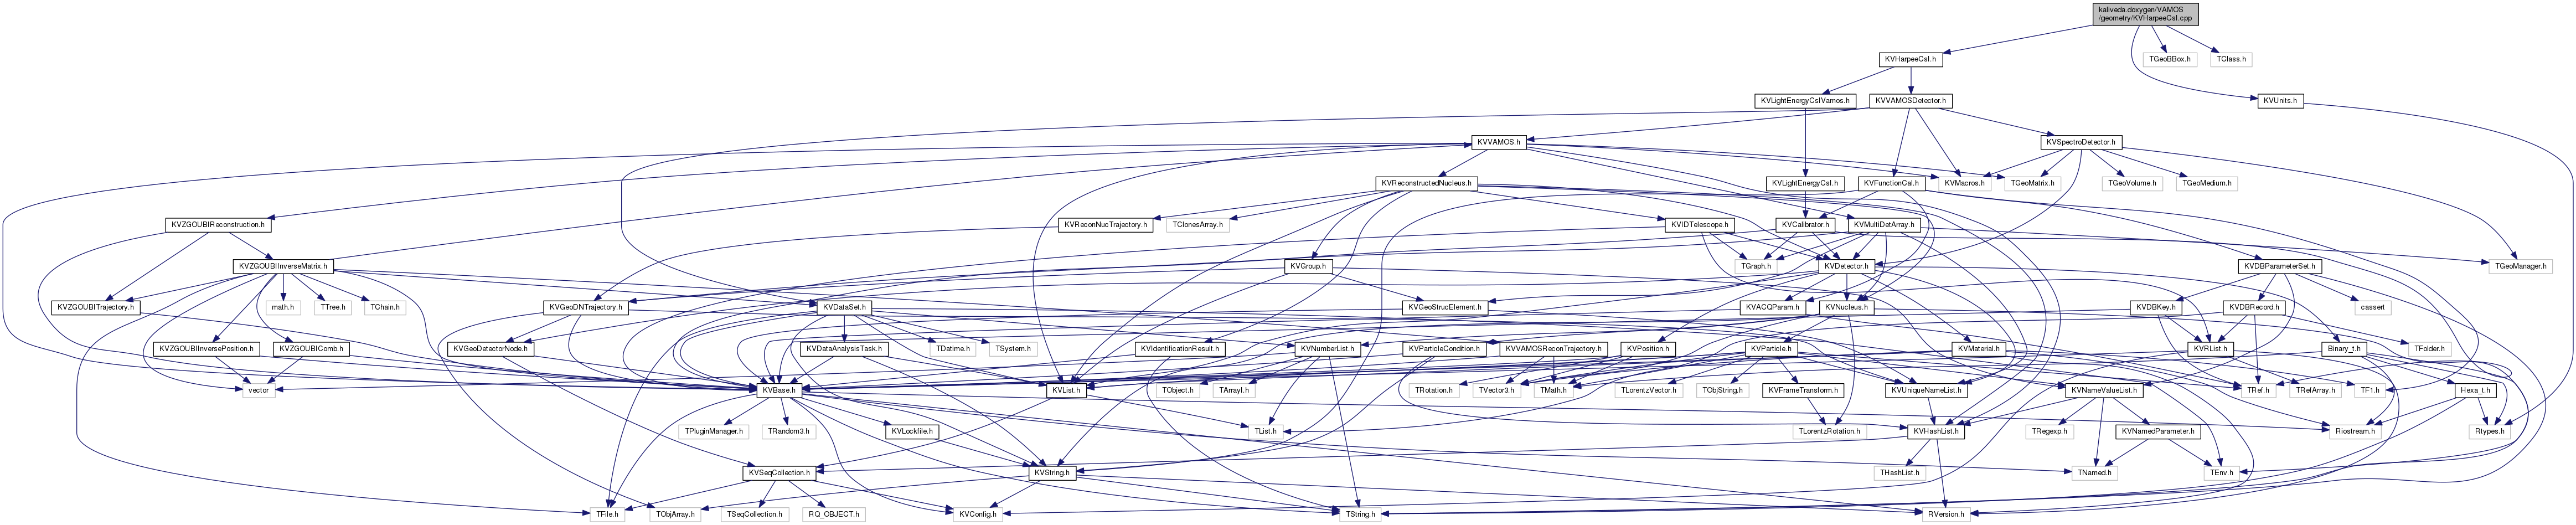 kaliveda.doxygen/VAMOS
/geometry/KVHarpeeCsI.cpp
KVHarpeeCsI.h
TGeoBBox.h
TClass.h
KVLightEnergyCsIVamos.h
KVVAMOSDetector.h
KVUnits.h
KVVAMOS.h
KVSpectroDetector.h
KVReconstructedNucleus.h
KVLightEnergyCsI.h
KVFunctionCal.h
KVMacros.h
TGeoMatrix.h
TGeoVolume.h
TGeoMedium.h
KVZGOUBIReconstruction.h
KVReconNucTrajectory.h
TClonesArray.h
KVIDTelescope.h
KVCalibrator.h
KVMultiDetArray.h
KVZGOUBIInverseMatrix.h
KVGroup.h
TGraph.h
KVDetector.h
KVDBParameterSet.h
TGeoManager.h
KVZGOUBITrajectory.h
math.h
TTree.h
TChain.h
KVGeoDNTrajectory.h
KVDataSet.h
KVGeoStrucElement.h
KVACQParam.h
KVNucleus.h
KVDBKey.h
KVDBRecord.h
cassert
KVZGOUBIInversePosition.h
KVZGOUBIComb.h
KVGeoDetectorNode.h
KVDataAnalysisTask.h
TDatime.h
TSystem.h
KVIdentificationResult.h
KVNumberList.h
KVVAMOSReconTrajectory.h
KVPosition.h
KVParticleCondition.h
KVParticle.h
KVMaterial.h
KVRList.h
Binary_t.h
TFolder.h
vector
KVBase.h
KVList.h
TObject.h
TArrayI.h
TRotation.h
TVector3.h
TMath.h
TLorentzVector.h
TObjString.h
KVFrameTransform.h
KVUniqueNameList.h
KVNameValueList.h
TRef.h
TRefArray.h
TF1.h
Hexa_t.h
TPluginManager.h
TRandom3.h
KVLockfile.h
TList.h
TLorentzRotation.h
KVHashList.h
TRegexp.h
KVNamedParameter.h
Riostream.h
Rtypes.h
KVSeqCollection.h
KVString.h
THashList.h
TNamed.h
TEnv.h
TFile.h
TObjArray.h
TSeqCollection.h
RQ_OBJECT.h
KVConfig.h
TString.h
RVersion.h